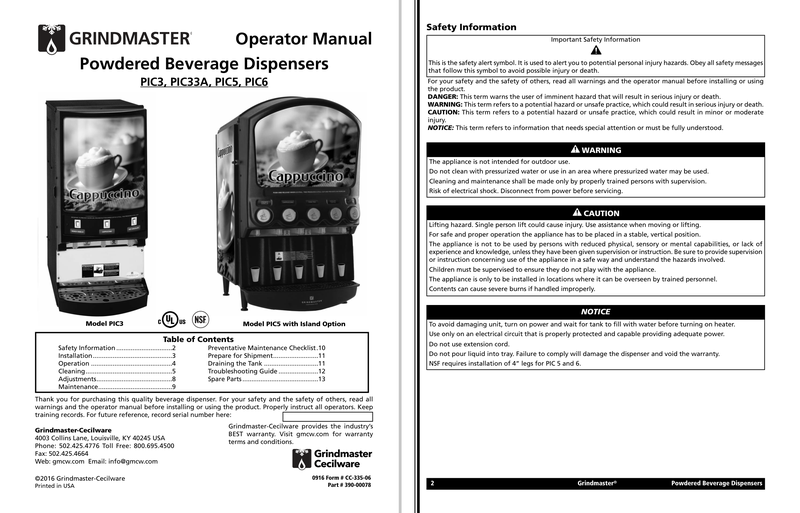 GRINDMASTER®
Operator Manual
Powdered Beverage Dispensers
PIC3, PIC33A, PIC5, PIC6
Cappuccino
Cappuccino
Cappuccino
Model PIC3
C UL US
NSF
Model PIC5 with Island Option
Table of Contents
Safety Information.............................2
Installation.........................................3
Operation..........................................4
Cleaning............................................5
Adjustments......................................8
Maintenance.....................................9
Preventative Maintenance Checklist.10
Prepare for Shipment.......................11
Draining the Tank............................11
Troubleshooting Guide....................12
Spare Parts.......................................13
Thank you for purchasing this quality beverage dispenser. For your safety and the safety of others, read all
warnings and the operator manual before installing or using the product. Properly instruct all operators. Keep
training records. For future reference, record serial number here:
Grindmaster-Cecilware
4003 Collins Lane, Louisville, KY 40245 USA
Phone: 502.425.4776 Toll Free: 800.695.4500
Fax: 502.425.4664
Web: gmcw.com Email: info@gmcw.com
Grindmaster-Cecilware provides the industry's
BEST warranty. Visit gmcw.com for warranty
terms and conditions.
Grindmaster
Cecilware
©2016 Grindmaster-Cecilware
Printed in USA
0916 Form # CC-335-06
Part # 390-00078
Safety Information
Important Safety Information
This is the safety alert symbol. It is used to alert you to potential personal injury hazards. Obey all safety messages
that follow this symbol to avoid possible injury or death.
For your safety and the safety of others, read all warnings and the operator manual before installing or using
the product.
DANGER: This term warns the user of imminent hazard that will result in serious injury or death.
WARNING: This term refers to a potential hazard or unsafe practice, which could result in serious injury or death.
CAUTION: This term refers to a potential hazard or unsafe practice, which could result in minor or moderate
injury.
NOTICE: This term refers to information that needs special attention or must be fully understood.
WARNING
The appliance is not intended for outdoor use.
Do not clean with pressurized water or use in an area where pressurized water may be used.
Cleaning and maintenance shall be made only by properly trained persons with supervision.
Risk of electrical shock. Disconnect from power before servicing.
CAUTION
Lifting hazard. Single person lift could cause injury. Use assistance when moving or lifting.
For safe and proper operation the appliance has to be placed in a stable, vertical position.
The appliance is not to be used by persons with reduced physical, sensory or mental capabilities, or lack of
experience and knowledge, unless they have been given supervision or instruction. Be sure to provide supervision
or instruction concerning use of the appliance in a safe way and understand the hazards involved.
Children must be supervised to ensure they do not play with the appliance.
The appliance is only to be installed in locations where it can be overseen by trained personnel.
Contents can cause severe burns if handled improperly.
NOTICE
To avoid damaging unit, turn on power and wait for tank to fill with water before turning on heater.
Use only on an electrical circuit that is properly protected and capable providing adequate power.
Do not use extension cord.
Do not pour liquid into tray. Failure to comply will damage the dispenser and void the warranty.
NSF requires installation of 4" legs for PIC 5 and 6.
2
Grindmaster®
Powdered Beverage Dispensers